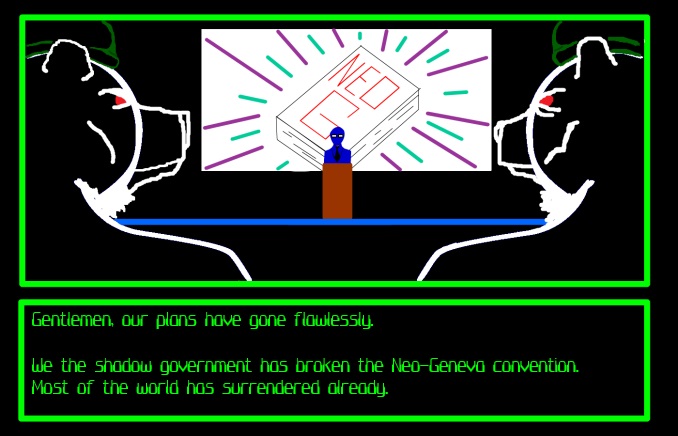 NEO
G
Gentlemen, our plans have gone flawlessly.
We the shadow government has broken the Neo-Geneva convention.
Most of the world has surrendered already.